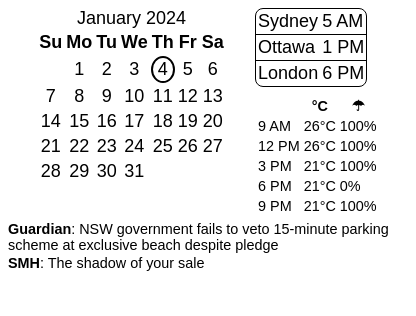 January 2024
Su Mo Tu We Th Fr Sa
1 2 3 4 5 6
7 8 9 10 11 12 13
14 15 16 17 18 19 20
21 22 23 24 25 26 27
28 29 30 31
Sydney 5 AM
Ottawa 1 PM
London 6 PM
°C ☂
9 AM 26°C 100%
12 PM 26°C 100%
3 PM 21°C 100%
6 PM 21°C 0%
9 PM 21°C 100%
Guardian: NSW government fails to veto 15-minute parking
scheme at exclusive beach despite pledge
SMH: The shadow of your sale